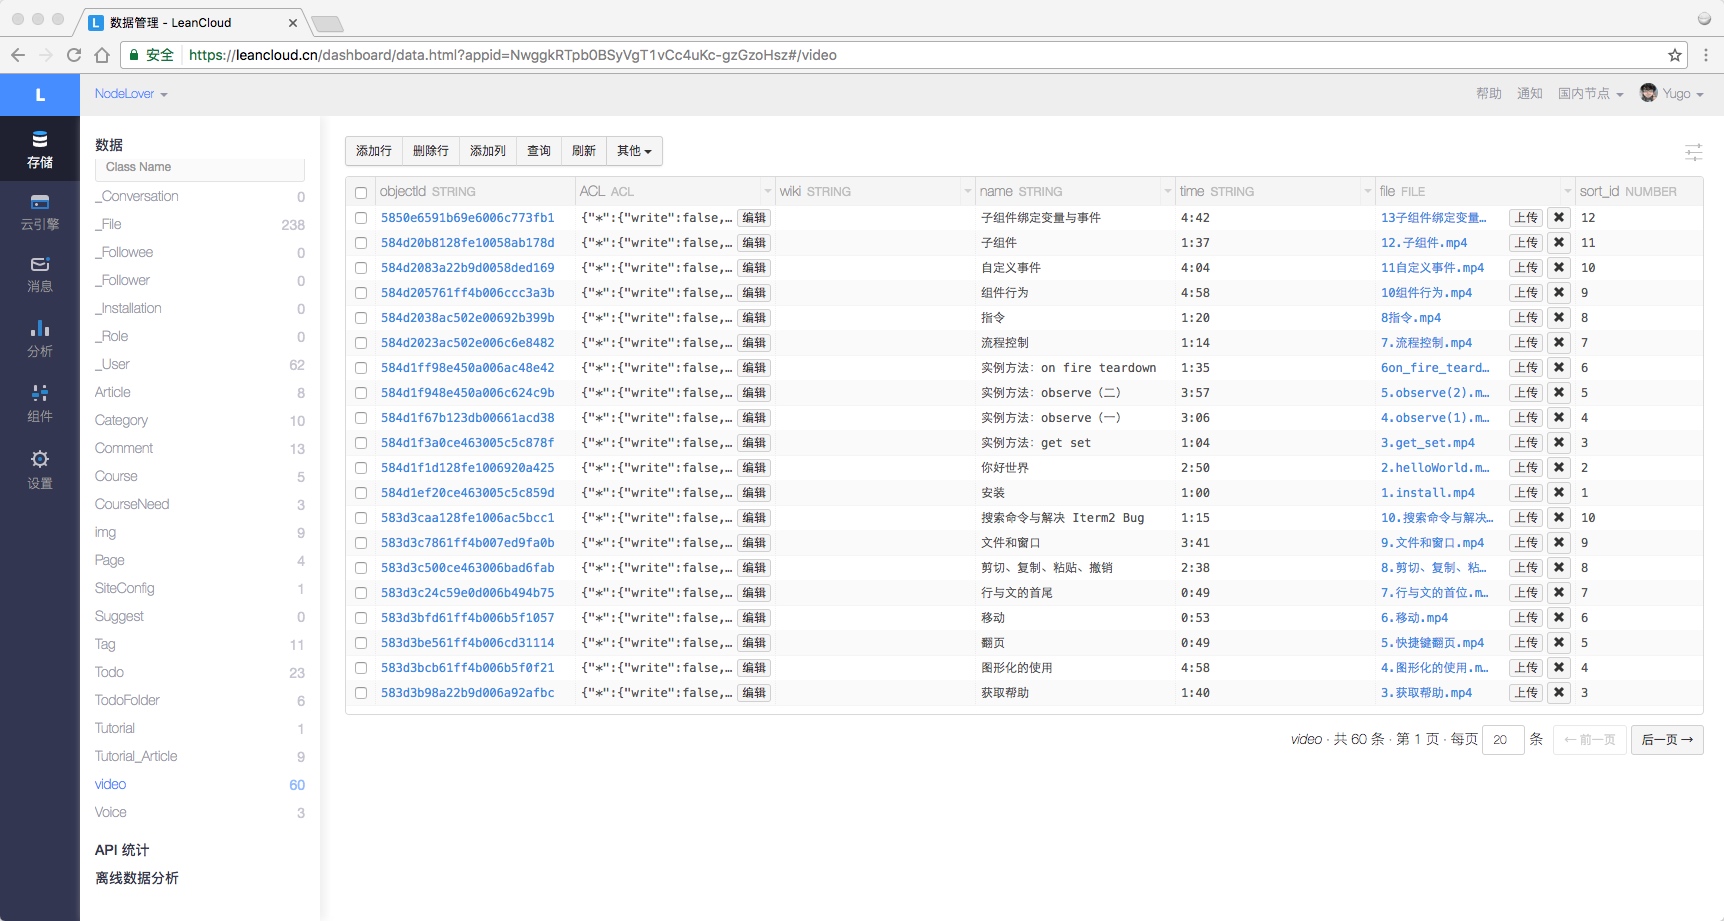 L 数据管理 - LeanCloud
安全 https://leancloud.cn/dashboard/data.html?appid=NwggkRTpb0BSyVgT1vCc4uKc-gzGzoHsz#/video
L NodeLover 帮助 通知 国内节点 Yugo
存储
云引擎
消息
分析
组件
设置
数据
Class Name
_Conversation 0
_File 238
_Followee 0
_Follower 0
_Installation 0
_Role 0
_User 62
Article 8
Category 10
Comment 13
Course 5
CourseNeed 3
img 9
Page 4
SiteConfig 1
Suggest 0
Tag 11
Todo 23
TodoFolder 6
Tutorial 1
Tutorial_Article 9
video 60
Voice 3
API 统计
离线数据分析
添加行 删除行 添加列 查询 刷新 其他
objectId STRING ACL ACL wiki STRING name STRING time STRING file FILE sort_id NUMBER
5850e6591b69e6006c773fb1 {"*":{"write":false,… 编辑 子组件绑定变量与事件 4:42 13子组件绑定变量… 上传 ✖ 12
584d20b8128fe10058ab178d {"*":{"write":false,… 编辑 子组件 1:37 12.子组件.mp4 上传 ✖ 11
584d2083a22b9d0058ded169 {"*":{"write":false,… 编辑 自定义事件 4:04 11自定义事件.mp4 上传 ✖ 10
584d205761ff4b006ccc3a3b {"*":{"write":false,… 编辑 组件行为 4:58 10组件行为.mp4 上传 ✖ 9
584d2038ac502e00692b399b {"*":{"write":false,… 编辑 指令 1:20 8指令.mp4 上传 ✖ 8
584d2023ac502e006c6e8482 {"*":{"write":false,… 编辑 流程控制 1:14 7.流程控制.mp4 上传 ✖ 7
584d1ff98e450a006ac48e42 {"*":{"write":false,… 编辑 实例方法: on fire teardown 1:35 6on_fire_teard… 上传 ✖ 6
584d1f948e450a006c624c9b {"*":{"write":false,… 编辑 实例方法: observe (二) 3:57 5.observe(2).m… 上传 ✖ 5
584d1f67b123db00661acd38 {"*":{"write":false,… 编辑 实例方法: observe (一) 3:06 4.observe(1).m… 上传 ✖ 4
584d1f3a0ce463005c5c878f {"*":{"write":false,… 编辑 实例方法: get set 1:04 3.get_set.mp4 上传 ✖ 3
584d1f1d128fe1006920a425 {"*":{"write":false,… 编辑 你好世界 2:50 2.helloWorld.m… 上传 ✖ 2
584d1ef20ce463005c5c859d {"*":{"write":false,… 编辑 安装 1:00 1.install.mp4 上传 ✖ 1
583d3caa128fe1006ac5bcc1 {"*":{"write":false,… 编辑 搜索命令与解决 Iterm2 Bug 1:15 10.搜索命令与解决… 上传 ✖ 10
583d3c7861ff4b007ed9fa0b {"*":{"write":false,… 编辑 文件和窗口 3:41 9.文件和窗口.mp4 上传 ✖ 9
583d3c500ce463006bad6fab {"*":{"write":false,… 编辑 剪切、复制、粘贴、撤销 2:38 8.剪切、复制、粘… 上传 ✖ 8
583d3c24c59e0d006b494b75 {"*":{"write":false,… 编辑 行与文的首尾 0:49 7.行与文的首位.m… 上传 ✖ 7
583d3bfd61ff4b006b5f1057 {"*":{"write":false,… 编辑 移动 0:53 6.移动.mp4 上传 ✖ 6
583d3be561ff4b006cd31114 {"*":{"write":false,… 编辑 翻页 0:49 5.快捷键翻页.mp4 上传 ✖ 5
583d3bcb61ff4b006b5f0f21 {"*":{"write":false,… 编辑 图形化的使用 4:58 4.图形化的使用.m… 上传 ✖ 4
583d3b98a22b9d006a92afbc {"*":{"write":false,… 编辑 获取帮助 1:40 3.获取帮助.mp4 上传 ✖ 3
video · 共 60 条 · 第 1 页 · 每页 20 条 ←前一页 后一页→